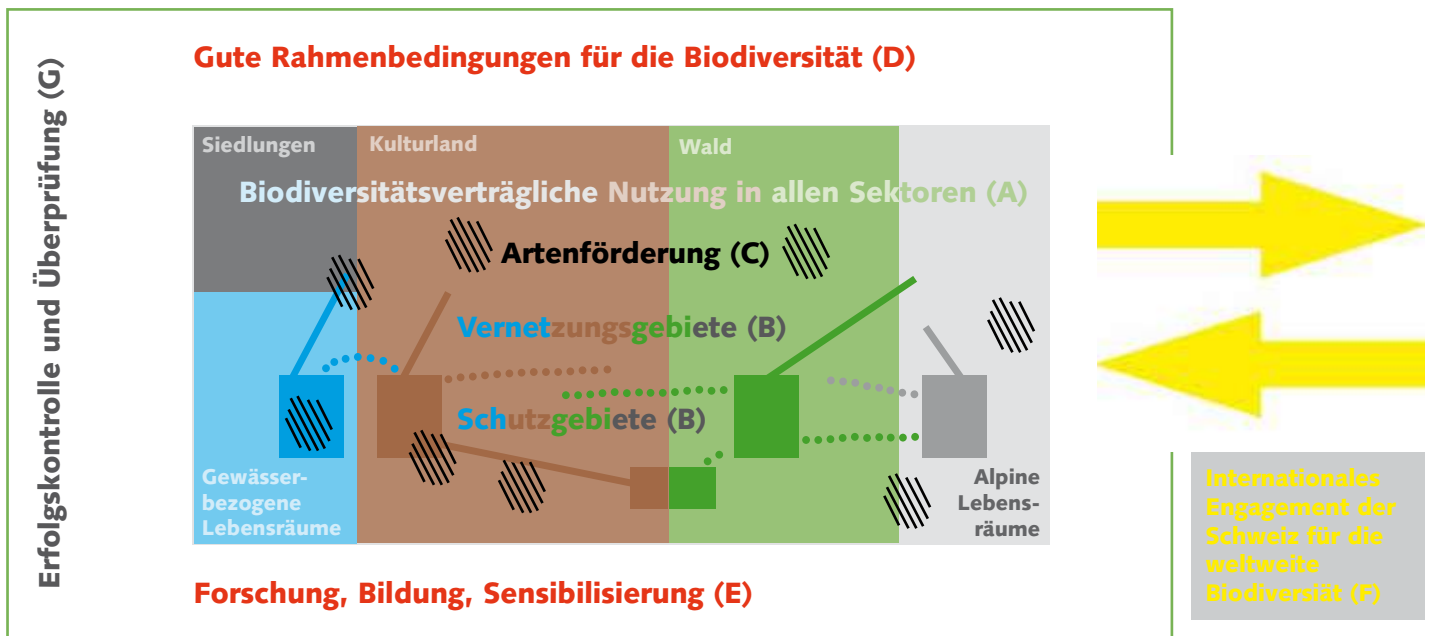 Erfolgskontrolle und Überprüfung (G)
Gute Rahmenbedingungen für die Biodiversität (D)
Siedlungen
Kulturland
Wald
Biodiversitätsverträgliche Nutzung in allen Sektoren (A)
Artenförderung (C)
Vernetzungsgebiete (B)
Schutzgebiete (B)
Gewässer-
bezogene
Lebensräume
Alpine
Lebens-
räume
Forschung, Bildung, Sensibilisierung (E)
Internationales
Engagement der
Schweiz für die
weltweite
Biodiversiät (F)